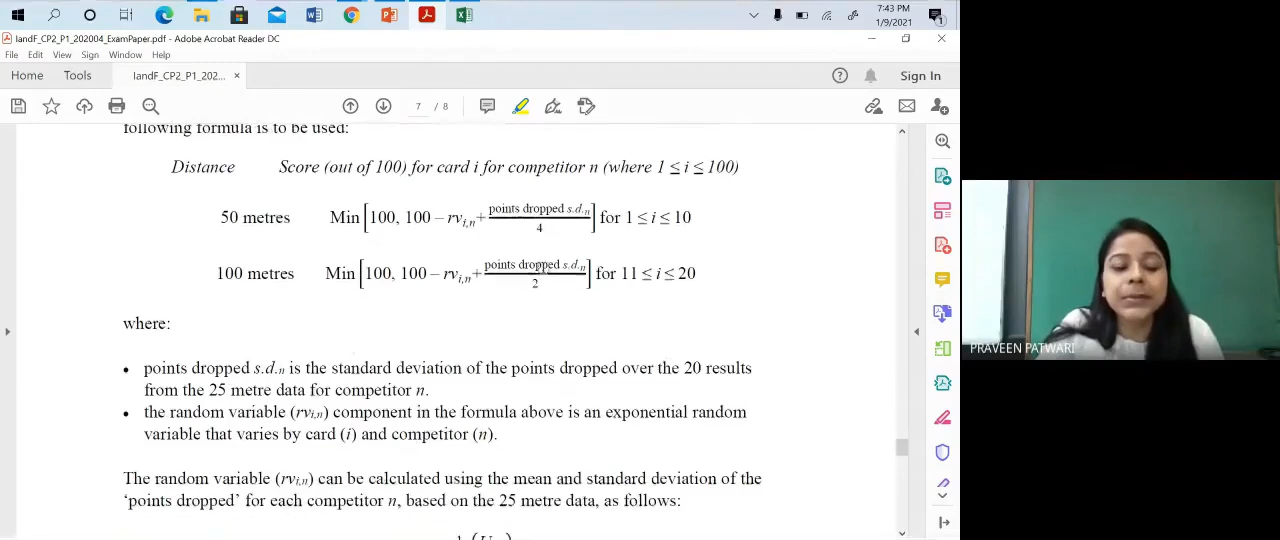 7:43 PM
1/9/2021
1
IandF_CP2_P1_202004_ExamPaper.pdf - Adobe Acrobat Reader DC
File Edit View Sign Window Help
Home Tools IandF_CP2_P1_202... × Sign In
7 / 8
following formula is to be used:
Distance Score (out of 100) for card i for competitor n (where 1 ≤ i ≤ 100)
50 metres Min [100, 100 – rv_{i,n} + points dropped s.d._n / 4] for 1 ≤ i ≤ 10
100 metres Min [100, 100 – rv_{i,n} + points dropped s.d._n / 2] for 11 ≤ i ≤ 20
where:
• points dropped s.d._n is the standard deviation of the points dropped over the 20 results
from the 25 metre data for competitor n.
• the random variable (rv_{i,n}) component in the formula above is an exponential random
variable that varies by card (i) and competitor (n).
The random variable (rv_{i,n}) can be calculated using the mean and standard deviation of the
‘points dropped’ for each competitor n, based on the 25 metre data, as follows:
PRAVEEN PATWARI